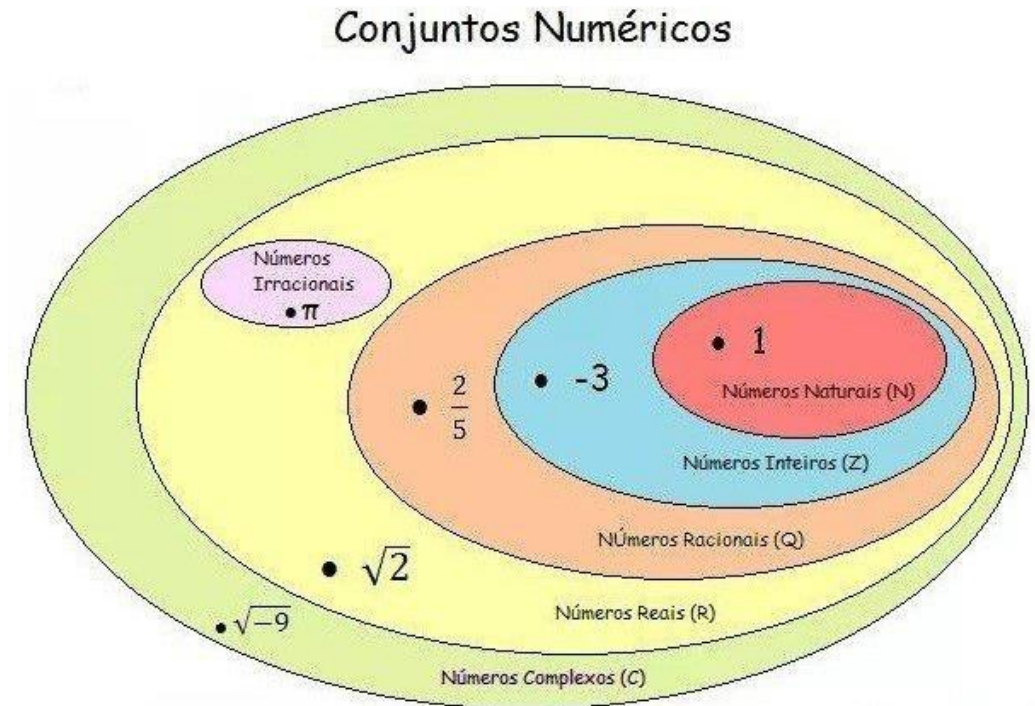 Conjuntos Numéricos
Números
Irracionais
• π
• 1
• -3
• 2/5
Números Naturais (N)
Números Inteiros (Z)
NÚmeros Racionais (Q)
• √2
Números Reais (R)
• √-9
Números Complexos (C)